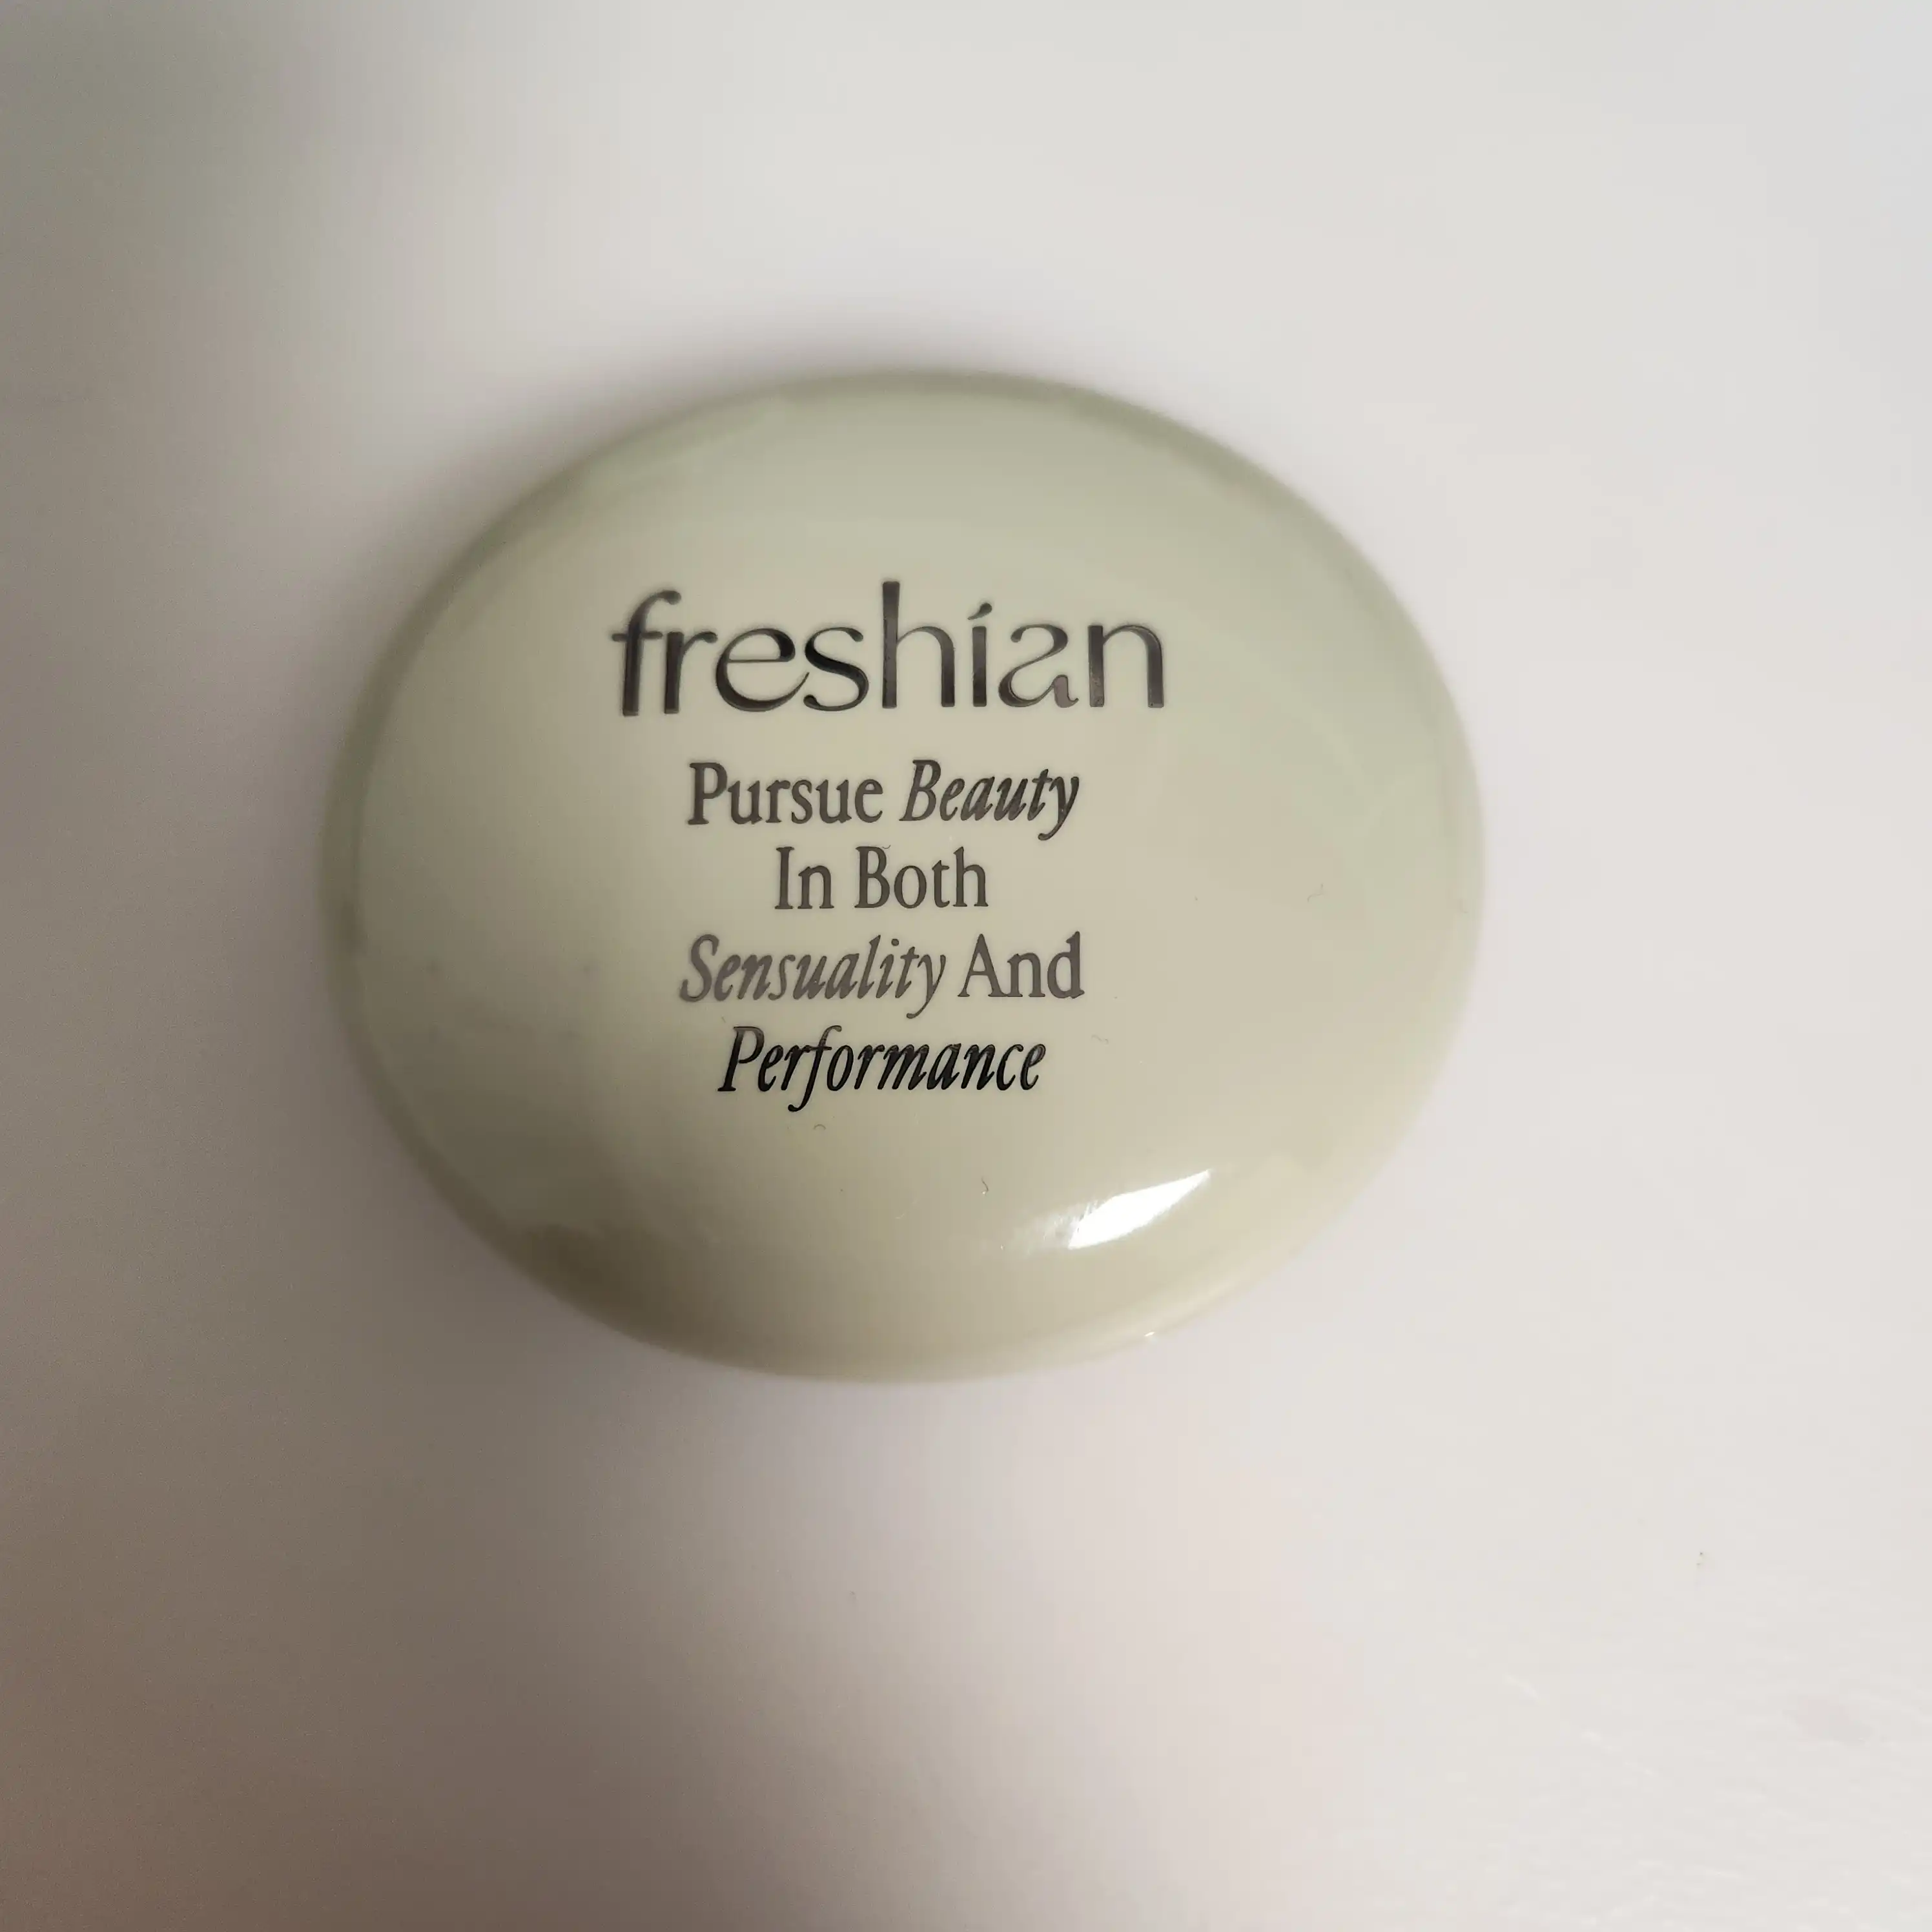 freshian
Pursue Beauty
In Both
Sensuality And
Performance